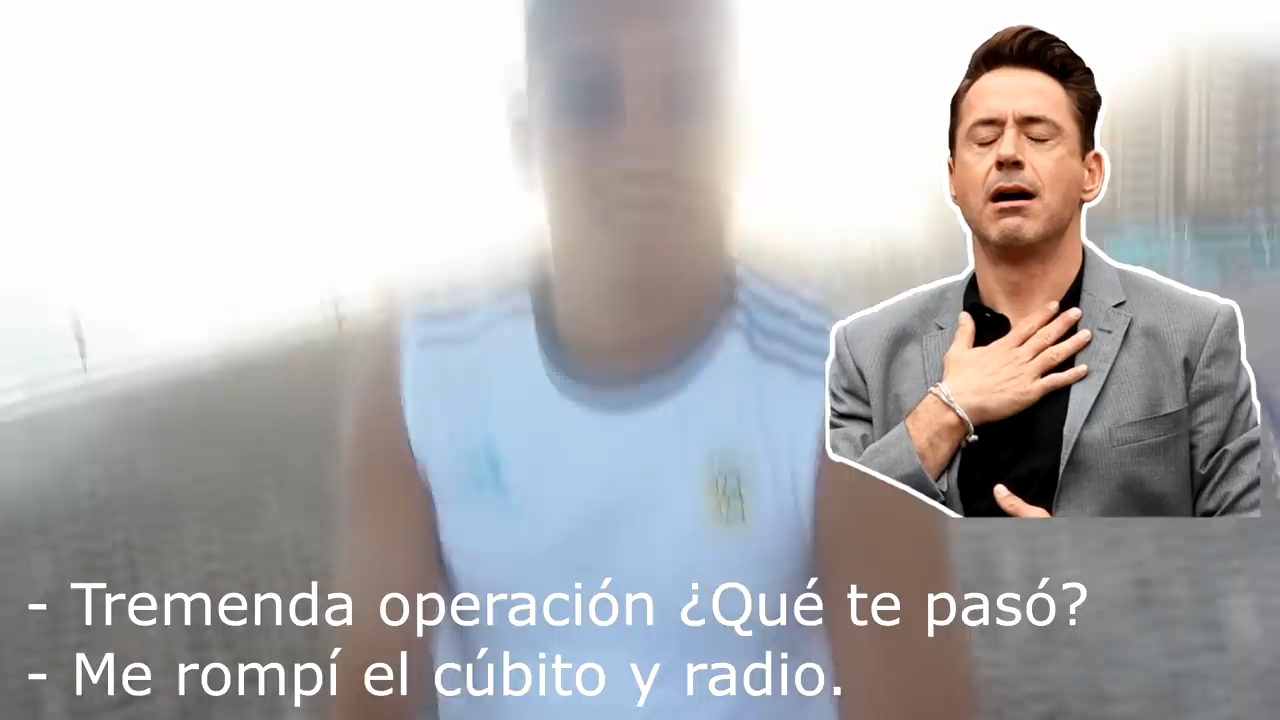 - Tremenda operación ¿Qué te pasó?
- Me rompí el cúbito y radio.